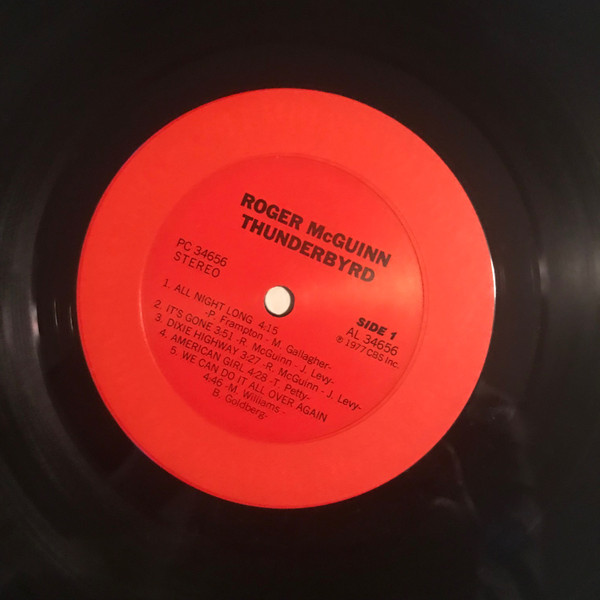 ROGER McGUINN
THUNDERBYRD
PC 34656
STEREO
SIDE 1
AL 34656
℗ 1977 CBS Inc.
1. ALL NIGHT LONG 4:15
-P. Frampton - M. Gallagher-
2. IT'S GONE 3:51 -R. McGuinn - J. Levy-
3. DIXIE HIGHWAY 3:27 -R. McGuinn - J. Levy-
4. AMERICAN GIRL 4:28 -T. Petty-
5. WE CAN DO IT ALL OVER AGAIN
4:46 -M. Williams -
B. Goldberg-